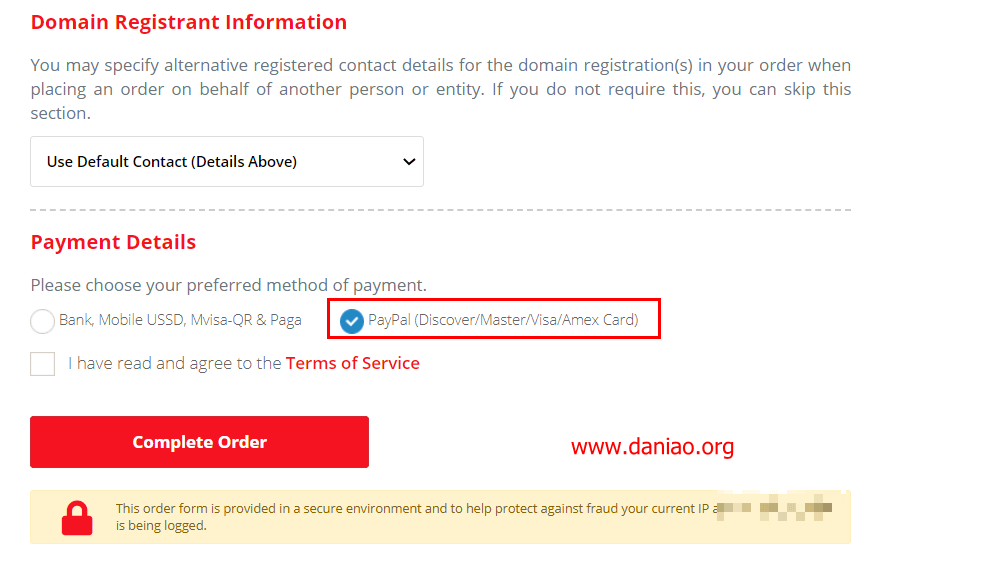 Domain Registrant Information
You may specify alternative registered contact details for the domain registration(s) in your order when
placing an order on behalf of another person or entity. If you do not require this, you can skip this
section.
Use Default Contact (Details Above)
Payment Details
Please choose your preferred method of payment.
Bank, Mobile USSD, Mvisa-QR & Paga PayPal (Discover/Master/Visa/Amex Card)
I have read and agree to the Terms of Service
Complete Order
www.daniao.org
This order form is provided in a secure environment and to help protect against fraud your current IP
is being logged.